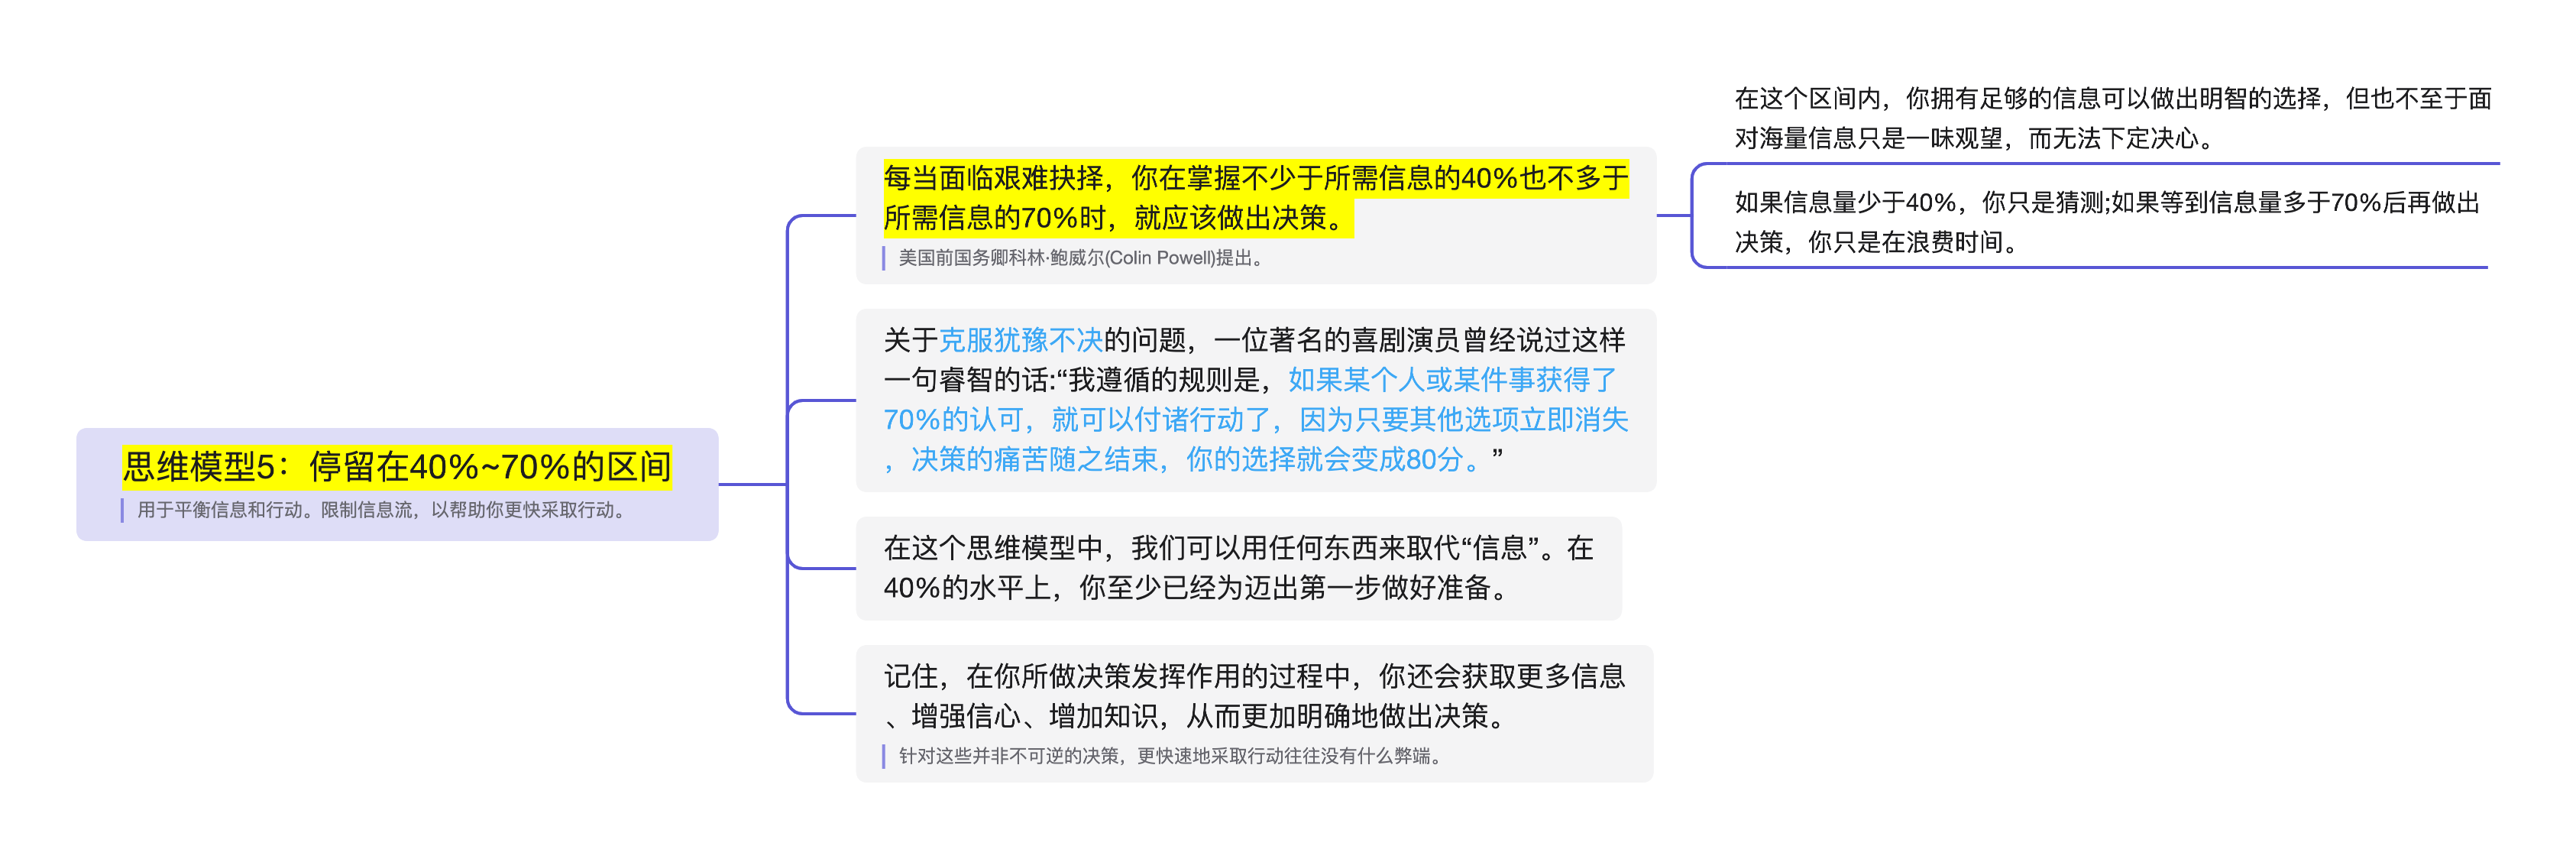 思维模型5：停留在40%~70%的区间
用于平衡信息和行动。限制信息流，以帮助你更快采取行动。
每当面临艰难抉择，你在掌握不少于所需信息的40%也不多于
所需信息的70%时，就应该做出决策。
美国前国务卿科林·鲍威尔(Colin Powell)提出。
在这个区间内，你拥有足够的信息可以做出明智的选择，但也不至于面
对海量信息只是一味观望，而无法下定决心。
如果信息量少于40%，你只是猜测;如果等到信息量多于70%后再做出
决策，你只是在浪费时间。
关于克服犹豫不决的问题，一位著名的喜剧演员曾经说过这样
一句睿智的话:“我遵循的规则是，如果某个人或某件事获得了
70%的认可，就可以付诸行动了，因为只要其他选项立即消失
，决策的痛苦随之结束，你的选择就会变成80分。”
在这个思维模型中，我们可以用任何东西来取代“信息”。在
40%的水平上，你至少已经为迈出第一步做好准备。
记住，在你所做决策发挥作用的过程中，你还会获取更多信息
、增强信心、增加知识，从而更加明确地做出决策。
针对这些并非不可逆的决策，更快速地采取行动往往没有什么弊端。